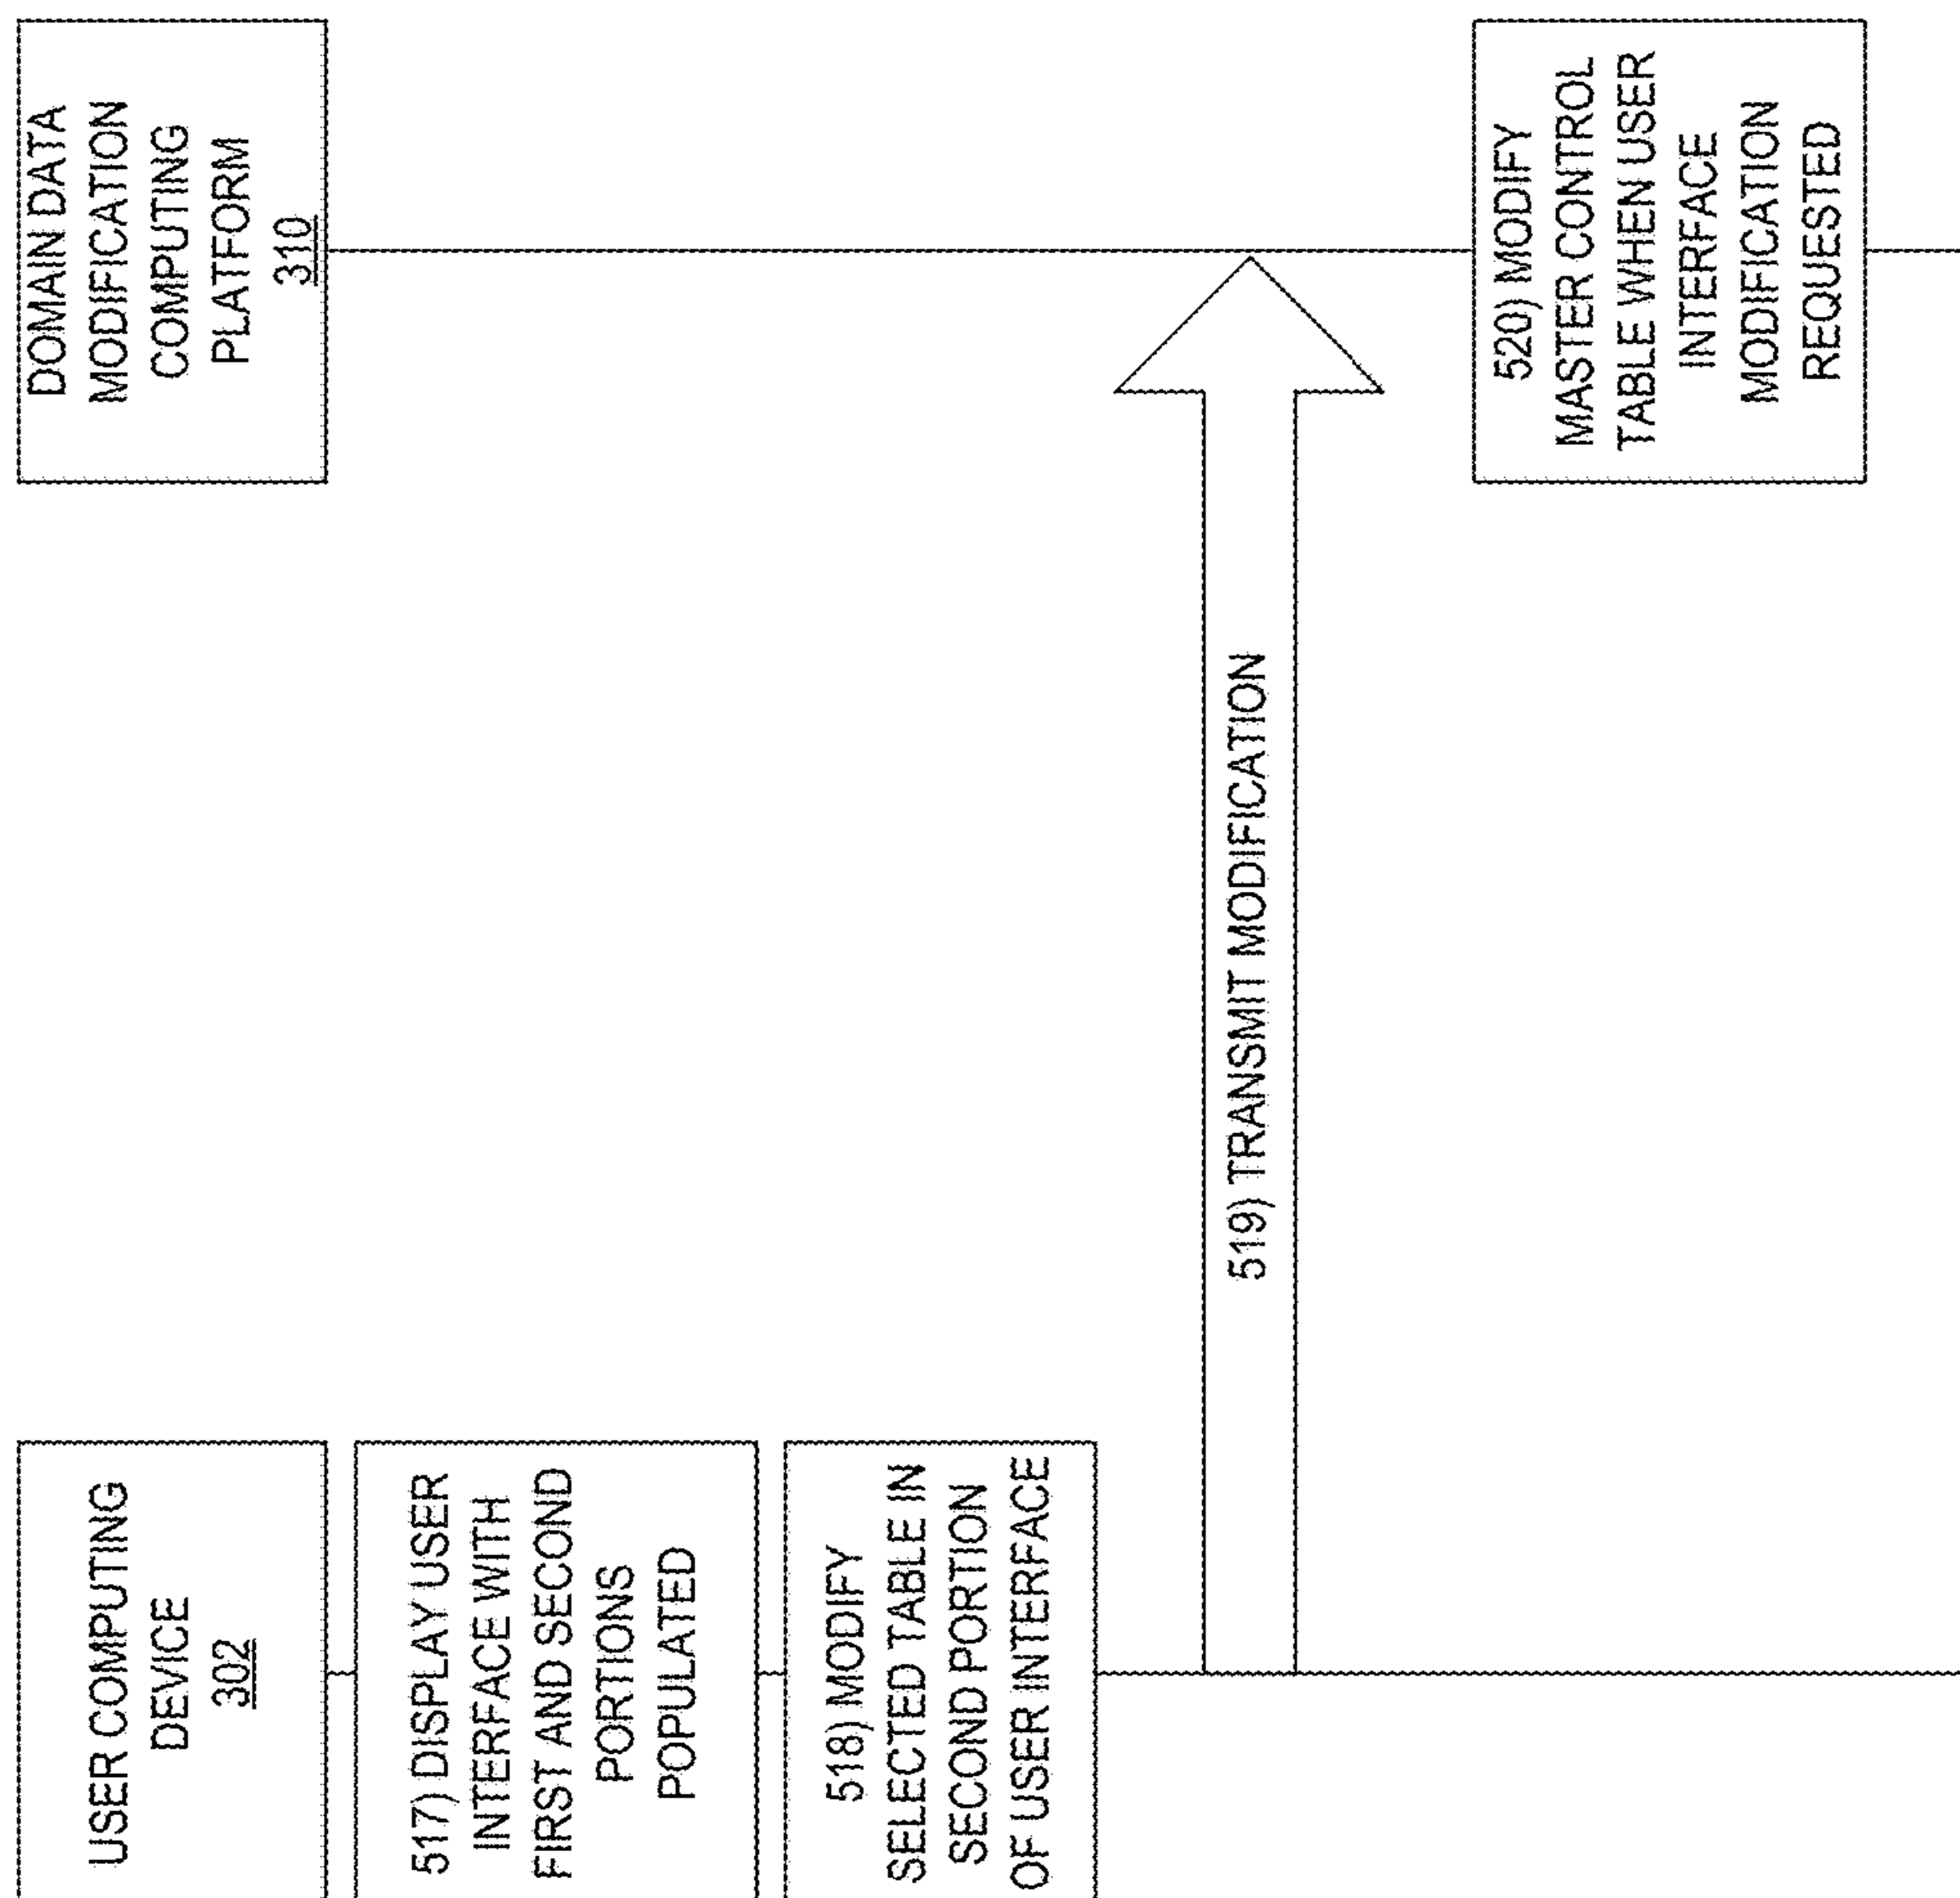 USER COMPUTING
DEVICE
302
DOMAIN DATA
MODIFICATION
COMPUTING
PLATFORM
310
517) DISPLAY USER
INTERFACE WITH
FIRST AND SECOND
PORTIONS
POPULATED
518) MODIFY
SELECTED TABLE IN
SECOND PORTION
OF USER INTERFACE
519) TRANSMIT MODIFICATION
520) MODIFY
MASTER CONTROL
TABLE WHEN USER
INTERFACE
MODIFICATION
REQUESTED